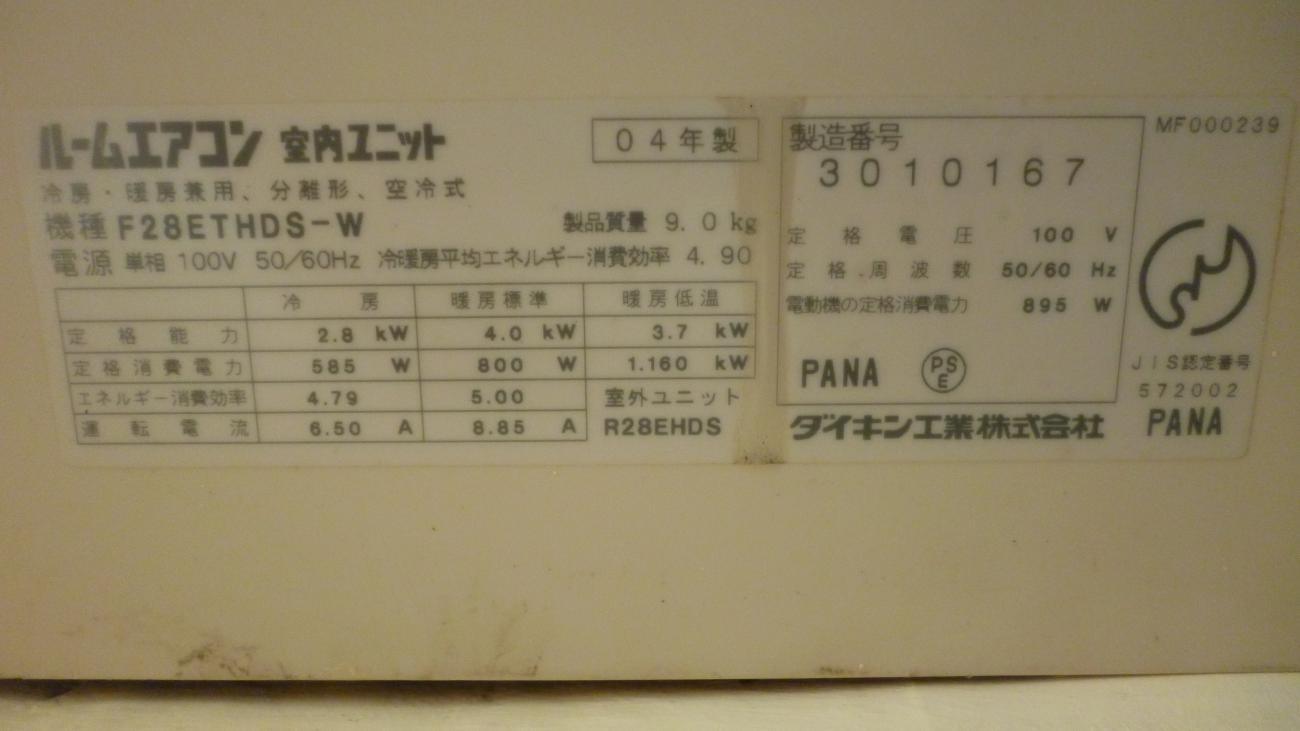 ルームエアコン 室内ユニット
04年製
冷房・暖房兼用、分離形、空冷式
機種 F28ETHDS-W 製品質量 9.0 kg
電源 単相 100V 50/60Hz 冷暖房平均エネルギー消費効率 4.90
冷房 暖房標準 暖房低温
定格能力 2.8 kW 4.0 kW 3.7 kW
定格消費電力 585 W 800 W 1.160 kW
エネルギー消費効率 4.79 5.00 室外ユニット
運転電流 6.50 A 8.85 A R28EHDS
製造番号
3010167
定格電圧 100 V
定格周波数 50/60 Hz
電動機の定格消費電力 895 W
PANA PSE
ダイキン工業株式会社
MF000239
JIS認定番号
572002
PANA